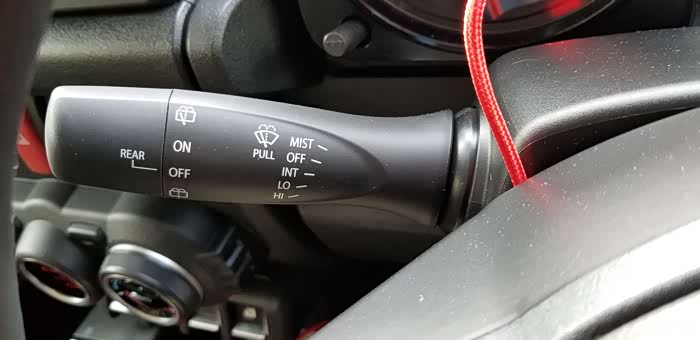 REAR
ON
OFF
PULL
MIST
OFF
INT
LO
HI